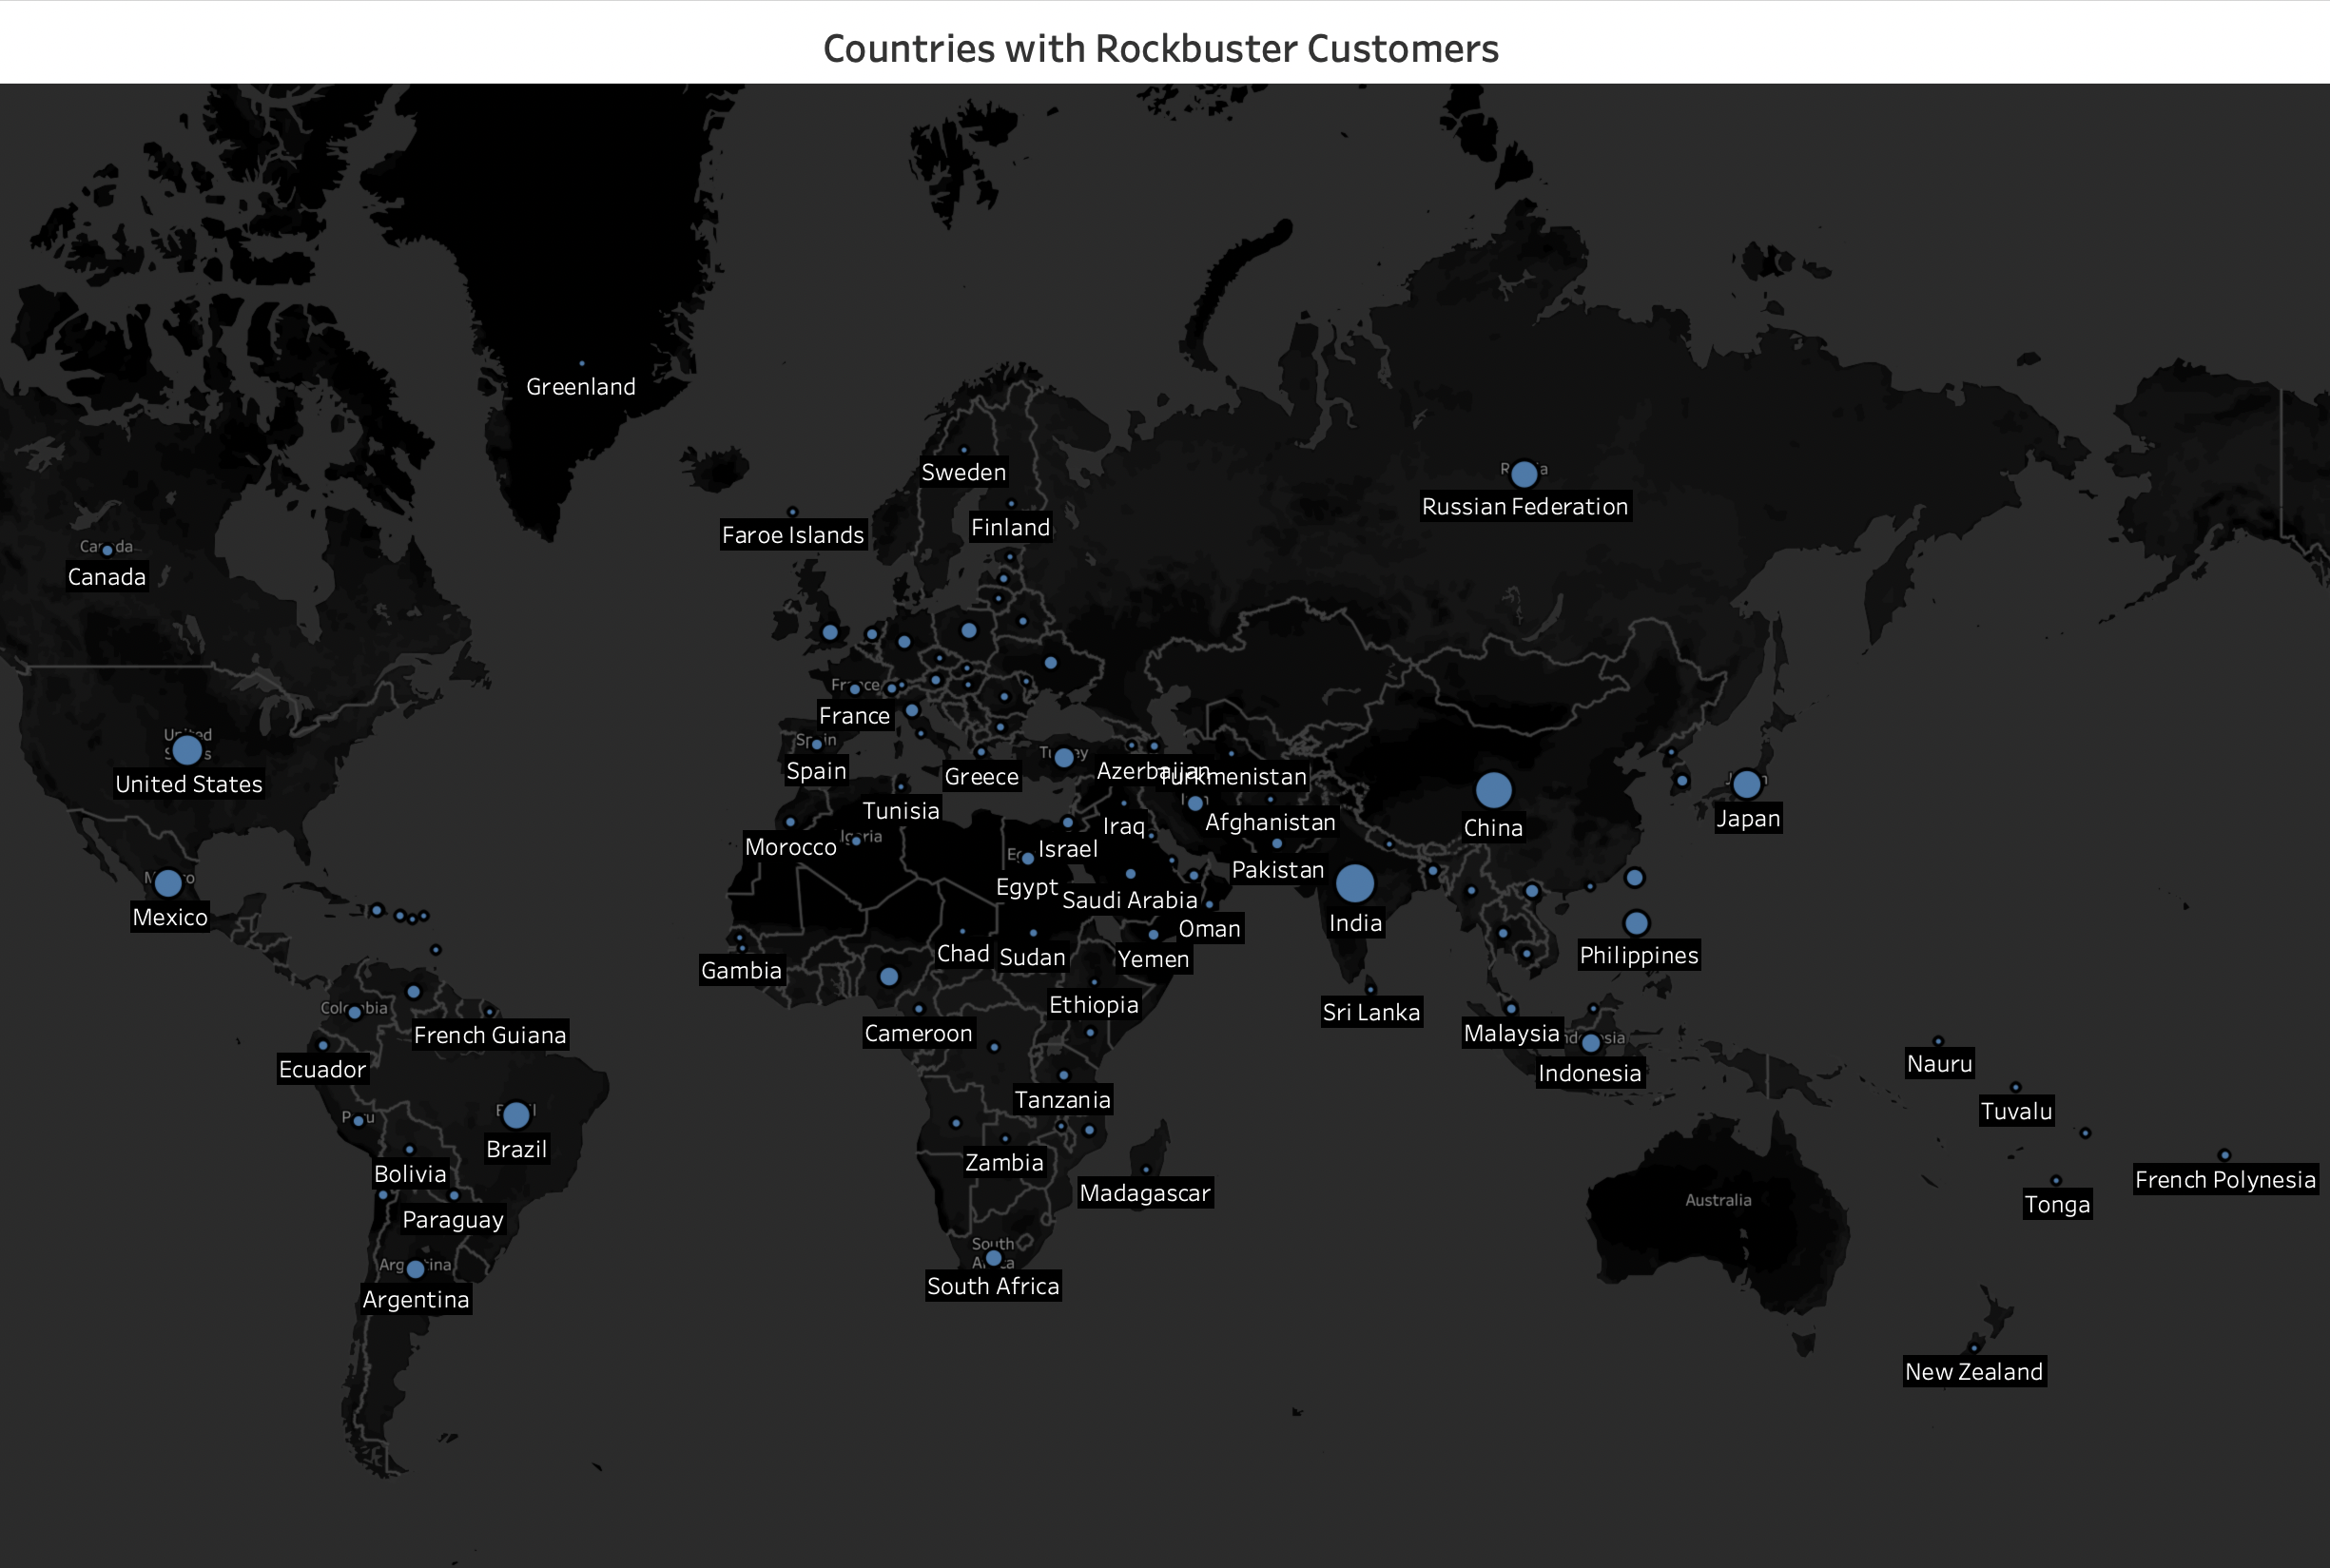 Countries with Rockbuster Customers
Greenland
Sweden
Russian Federation
Faroe Islands
Finland
Canada
France
United
United States
Spain
Greece
Azerbaijan
Turkmenistan
Tunisia
Iraq
Afghanistan
China
Japan
Morocco
Israel
Pakistan
Egypt
Saudi Arabia
India
Mexico
Oman
Chad
Sudan
Yemen
Philippines
Gambia
Ethiopia
Sri Lanka
Colombia
French Guiana
Cameroon
Malaysia
Ecuador
Indonesia
Nauru
Tanzania
Tuvalu
Brazil
Zambia
Bolivia
Madagascar
French Polynesia
Australia
Tonga
Paraguay
South
South Africa
Argentina
New Zealand